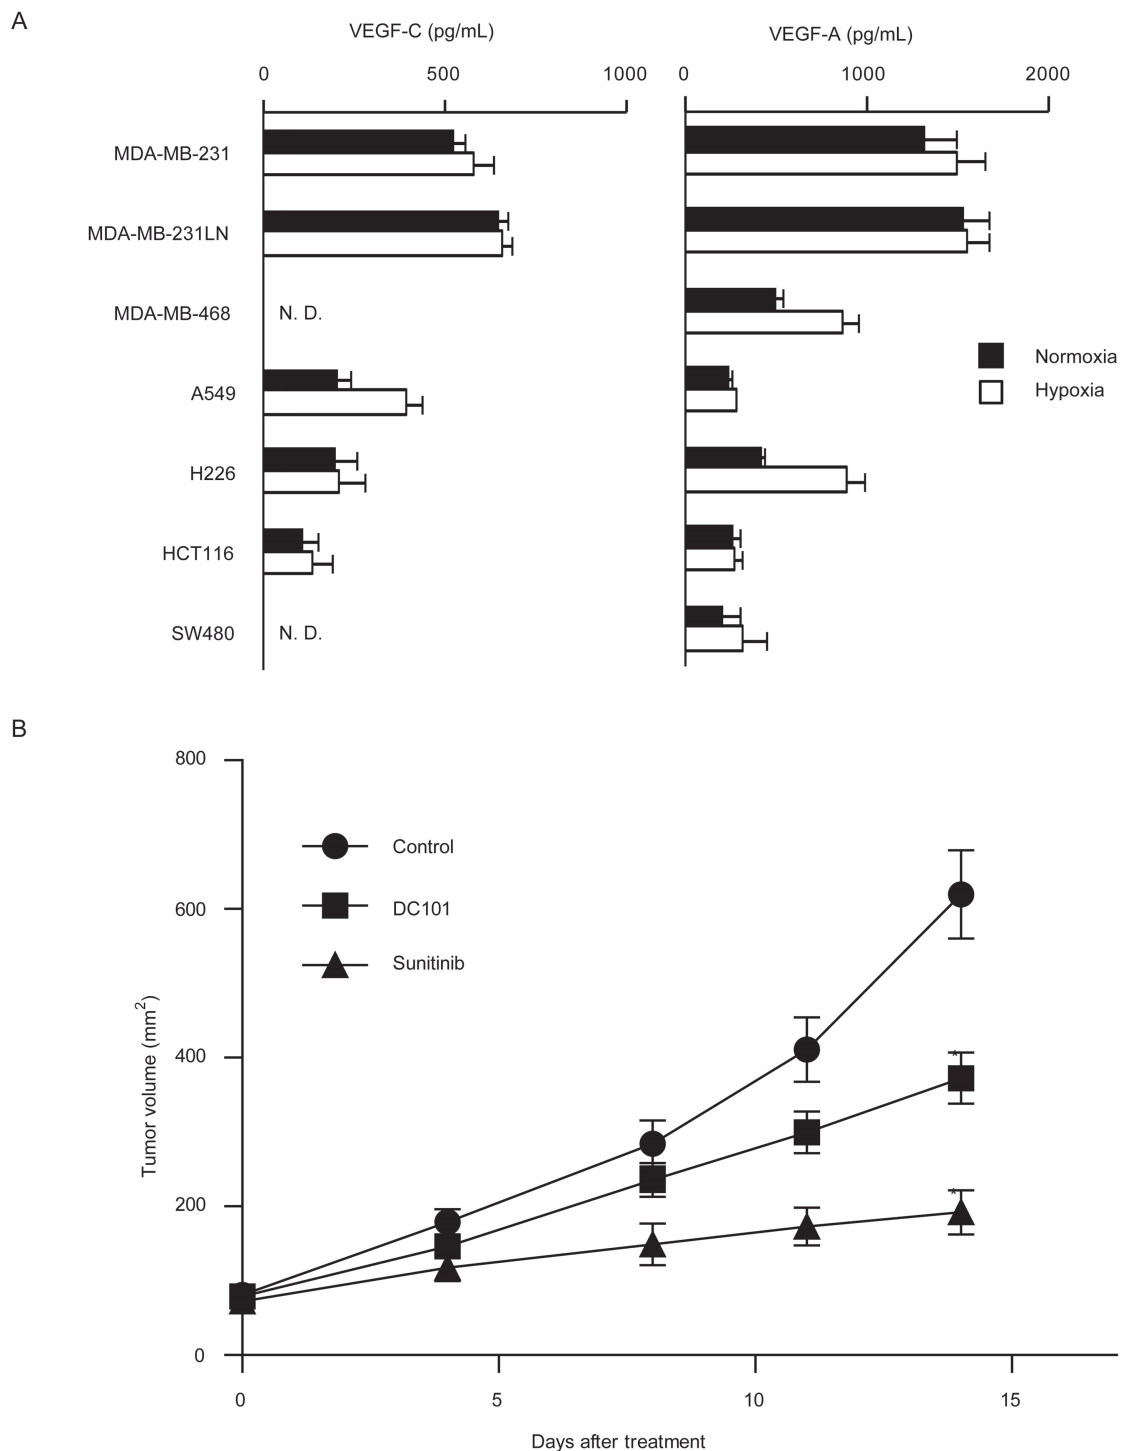 A
VEGF-C (pg/mL)
VEGF-A (pg/mL)
0 500 1000
0 1000 2000
MDA-MB-231
MDA-MB-231LN
MDA-MB-468
N. D.
A549
H226
HCT116
SW480
N. D.
Normoxia
Hypoxia
B
800
600
400
200
0
Tumor volume (mm2)
Control
DC101
Sunitinib
*
*
0 5 10 15
Days after treatment